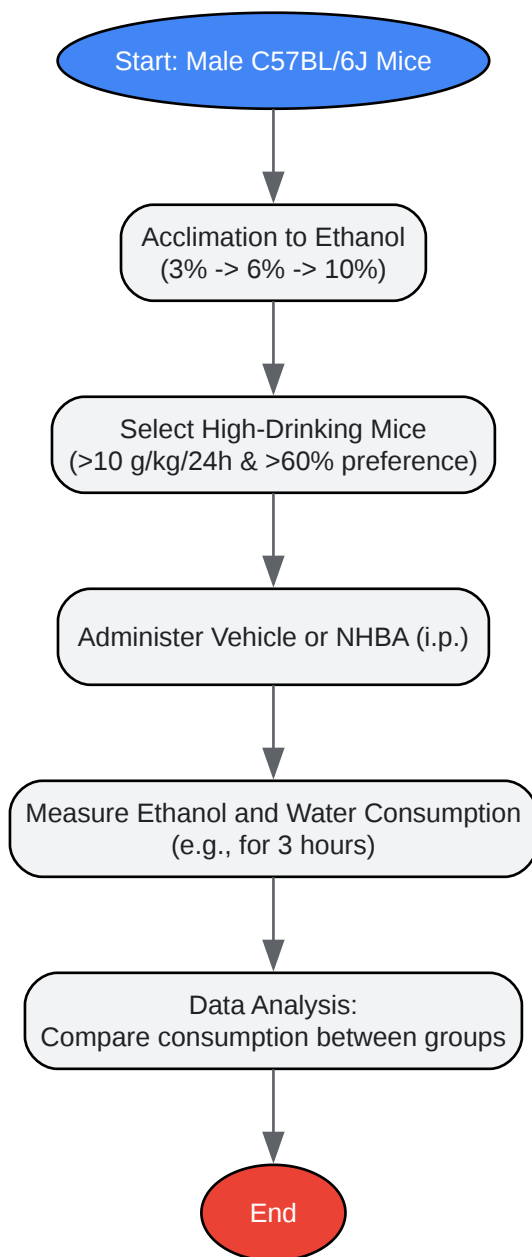 Start: Male C57BL/6J Mice
Acclimation to Ethanol
(3% -> 6% -> 10%)
Select High-Drinking Mice
(>10 g/kg/24h & >60% preference)
Administer Vehicle or NHBA (i.p.)
Measure Ethanol and Water Consumption
(e.g., for 3 hours)
Data Analysis:
Compare consumption between groups
End